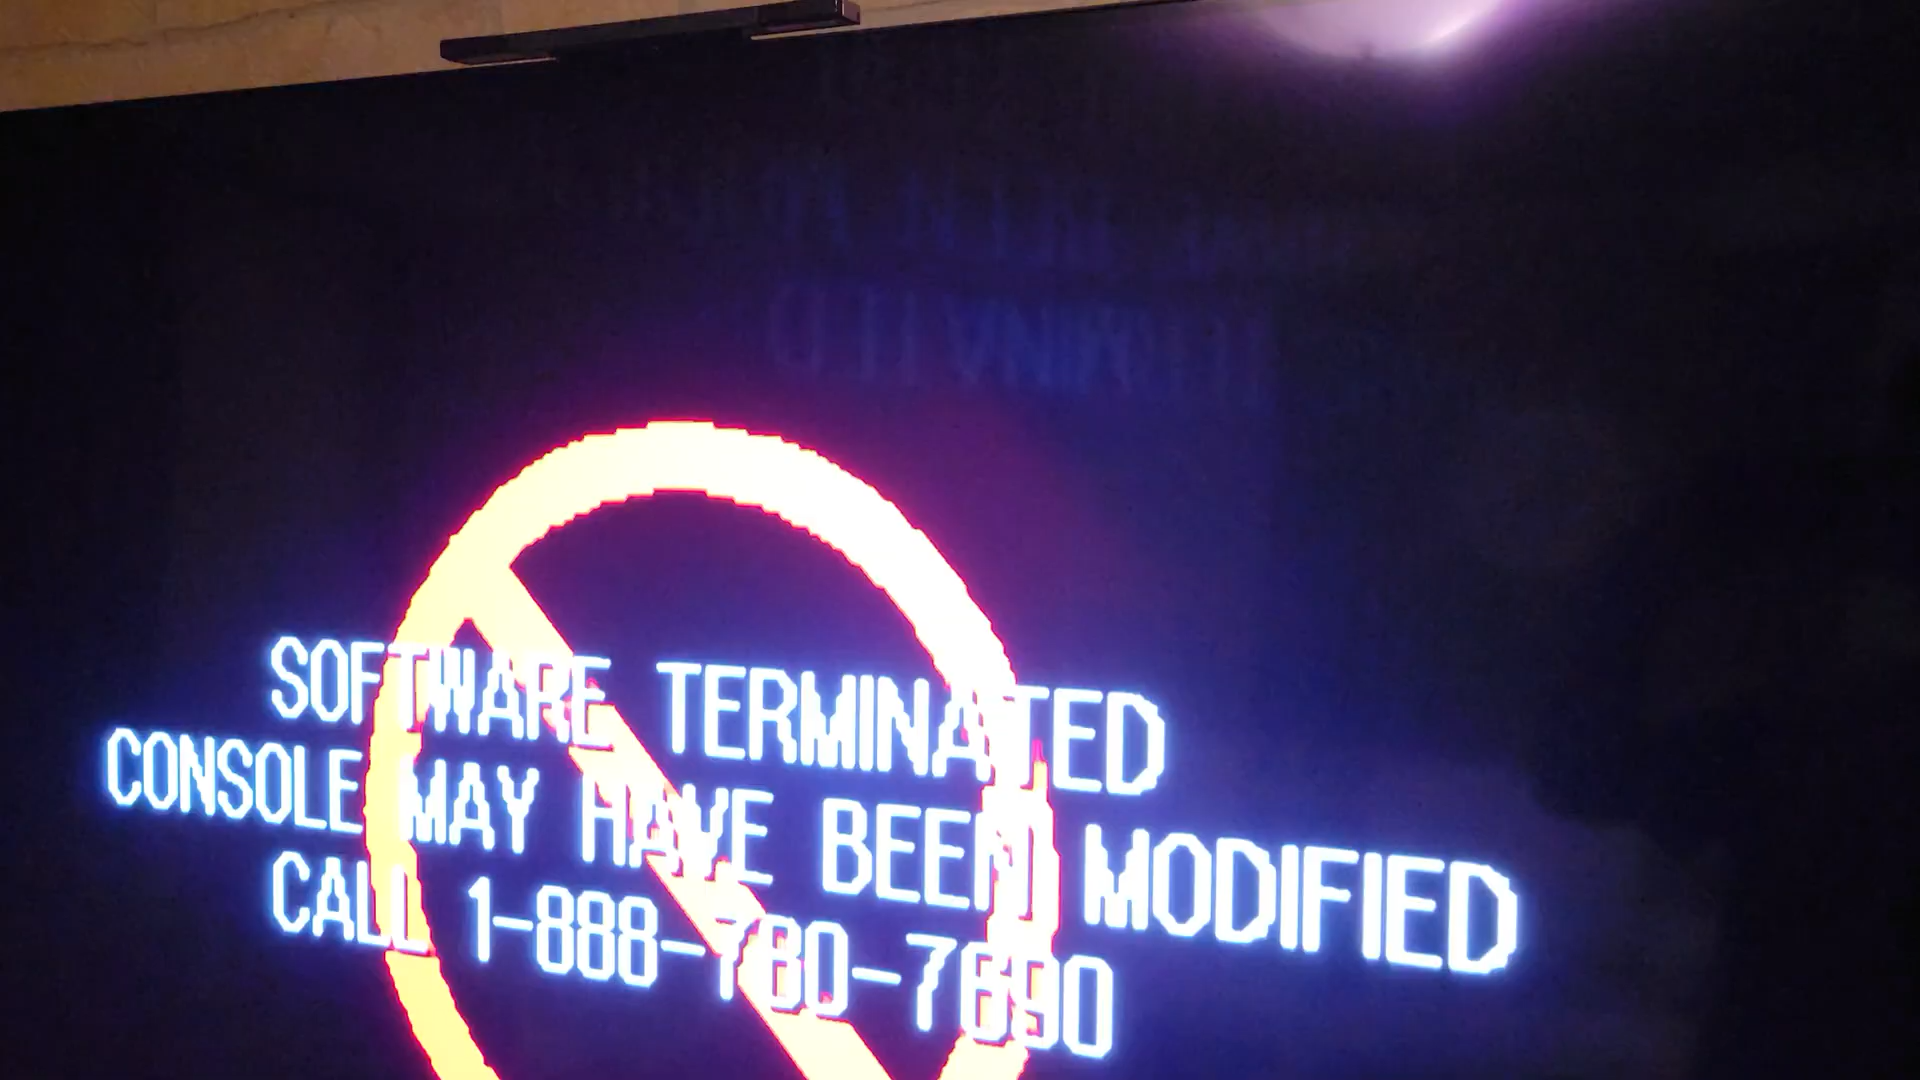 SOFTWARE TERMINATED
CONSOLE MAY HAVE BEEN MODIFIED
CALL 1-888-780-7690